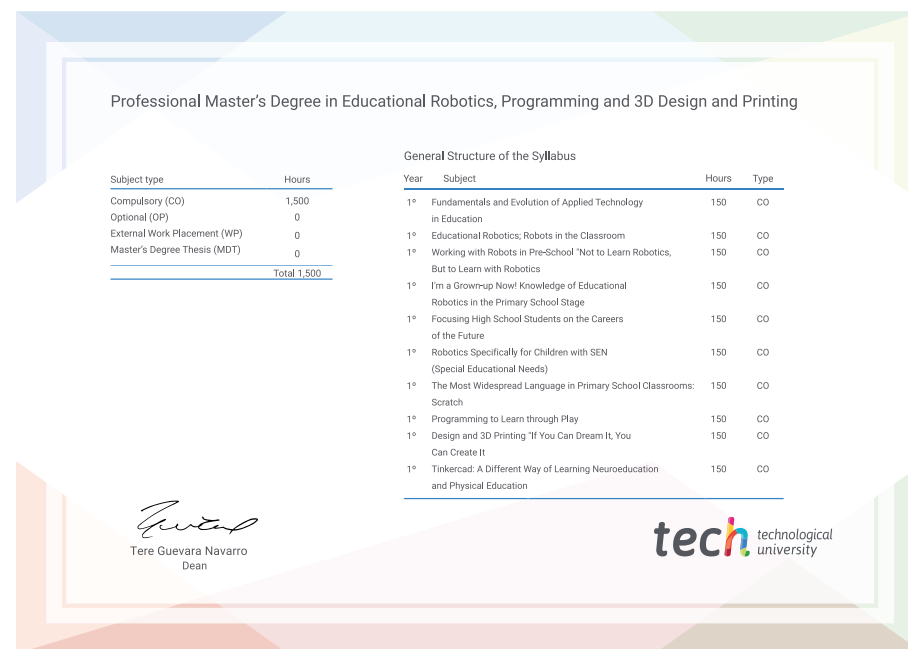 Professional Master's Degree in Educational Robotics, Programming and 3D Design and Printing
Subject type Hours
Compulsory (CO) 1,500
Optional (OP) 0
External Work Placement (WP) 0
Master's Degree Thesis (MDT) 0
Total 1,500
General Structure of the Syllabus
Year Subject Hours Type
1º Fundamentals and Evolution of Applied Technology 150 CO
in Education
1º Educational Robotics; Robots in the Classroom 150 CO
1º Working with Robots in Pre-School "Not to Learn Robotics, 150 CO
But to Learn with Robotics
1º I'm a Grown-up Now! Knowledge of Educational 150 CO
Robotics in the Primary School Stage
1º Focusing High School Students on the Careers 150 CO
of the Future
1º Robotics Specifically for Children with SEN 150 CO
(Special Educational Needs)
1º The Most Widespread Language in Primary School Classrooms: 150 CO
Scratch
1º Programming to Learn through Play 150 CO
1º Design and 3D Printing "If You Can Dream It, You 150 CO
Can Create It
1º Tinkercad: A Different Way of Learning Neuroeducation 150 CO
and Physical Education
Tere Guevara Navarro
Dean
tech technological
university